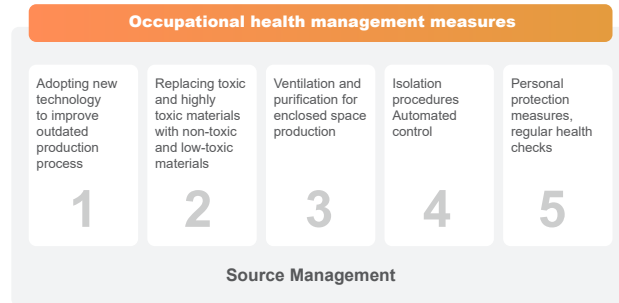 Occupational health management measures
Adopting new
technology
to improve
outdated
production
process
1
Replacing toxic
and highly
toxic materials
with non-toxic
and low-toxic
materials
2
Ventilation and
purification for
enclosed space
production
3
Isolation
procedures
Automated
control
4
Personal
protection
measures,
regular health
checks
5
Source Management